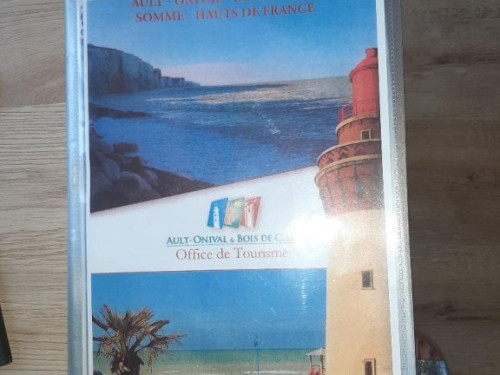 AULT - ONIVAL
SOMME - HAUTS DE FRANCE
AULT-ONIVAL & BOIS DE
Office de Tourisme